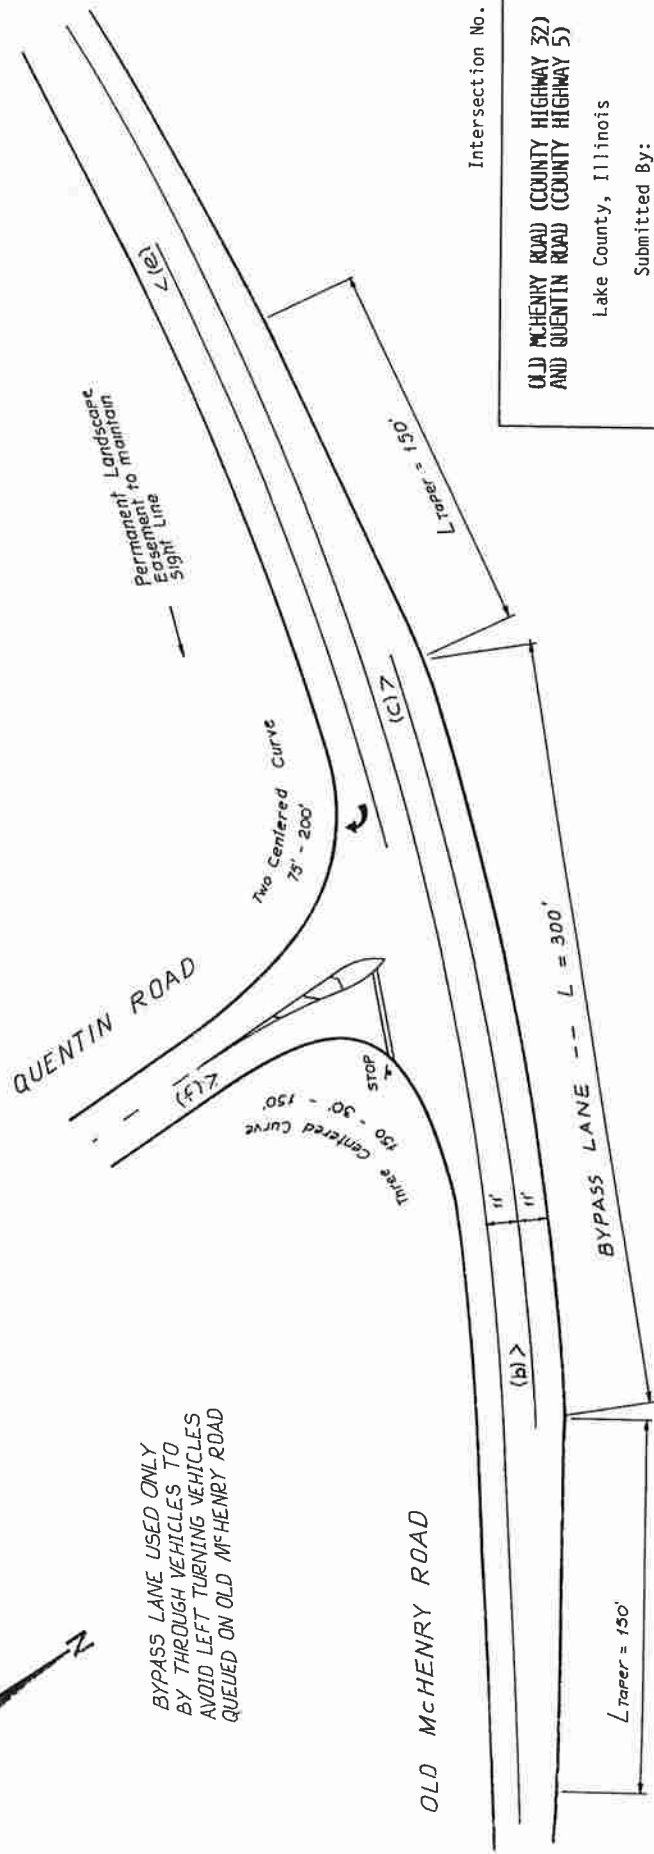 Intersection No.
OLD McHENRY ROAD (COUNTY HIGHWAY 32)
AND QUENTIN ROAD (COUNTY HIGHWAY 5)
Lake County, Illinois
Submitted By:
QUENTIN ROAD
Permanent Landscape
Easement to maintain
Sight Line
<(e)
Two Centered Curve
75' - 200'
<(f)
Three Centered Curve
150 - 30' - 150'
STOP
(c)>
L Taper = 150'
11'
11'
(b)>
BYPASS LANE -- L = 300'
L Taper = 150'
OLD McHENRY ROAD
BYPASS LANE USED ONLY
BY THROUGH VEHICLES TO
AVOID LEFT TURNING VEHICLES
QUEUED ON OLD McHENRY ROAD
N